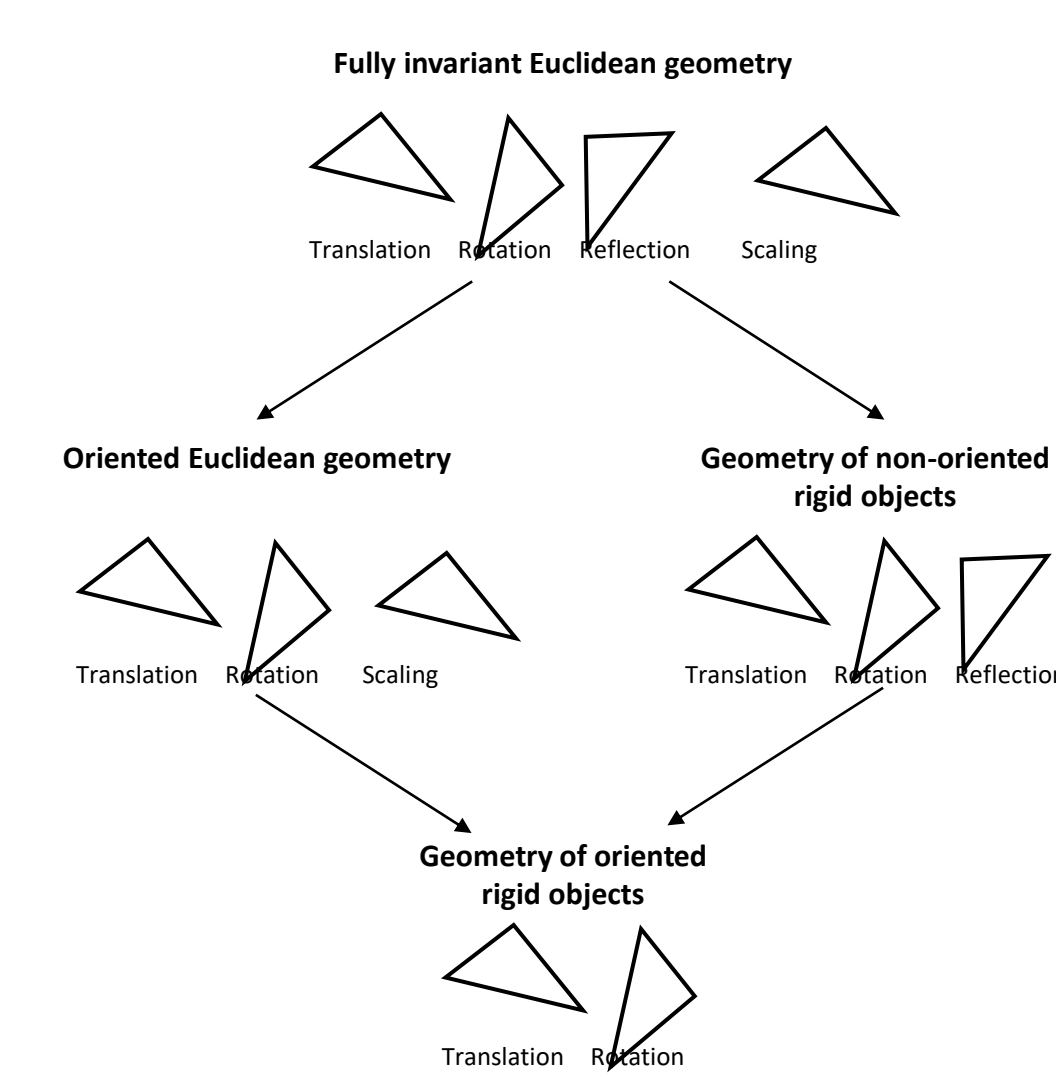 Fully invariant Euclidean geometry
Translation Rotation Reflection Scaling
Oriented Euclidean geometry
Geometry of non-oriented
rigid objects
Translation Rotation Scaling
Translation Rotation Reflection
Geometry of oriented
rigid objects
Translation Rotation